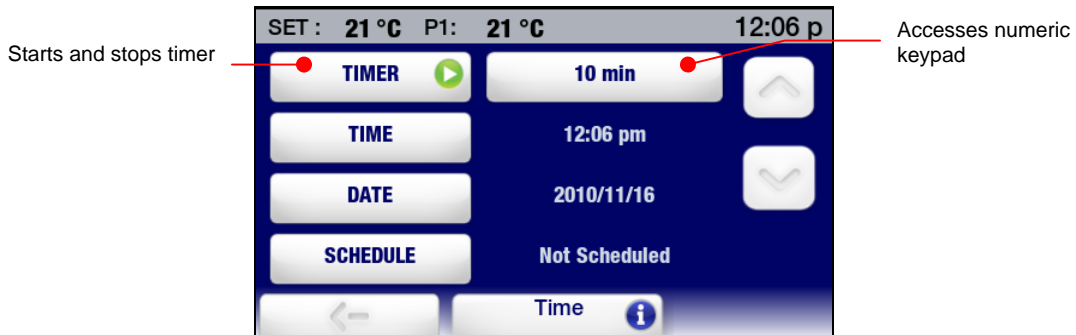 SET : 21 °C P1: 21 °C 12:06 p
Starts and stops timer
Accesses numeric
keypad
TIMER 10 min
TIME 12:06 pm
DATE 2010/11/16
SCHEDULE Not Scheduled
Time i